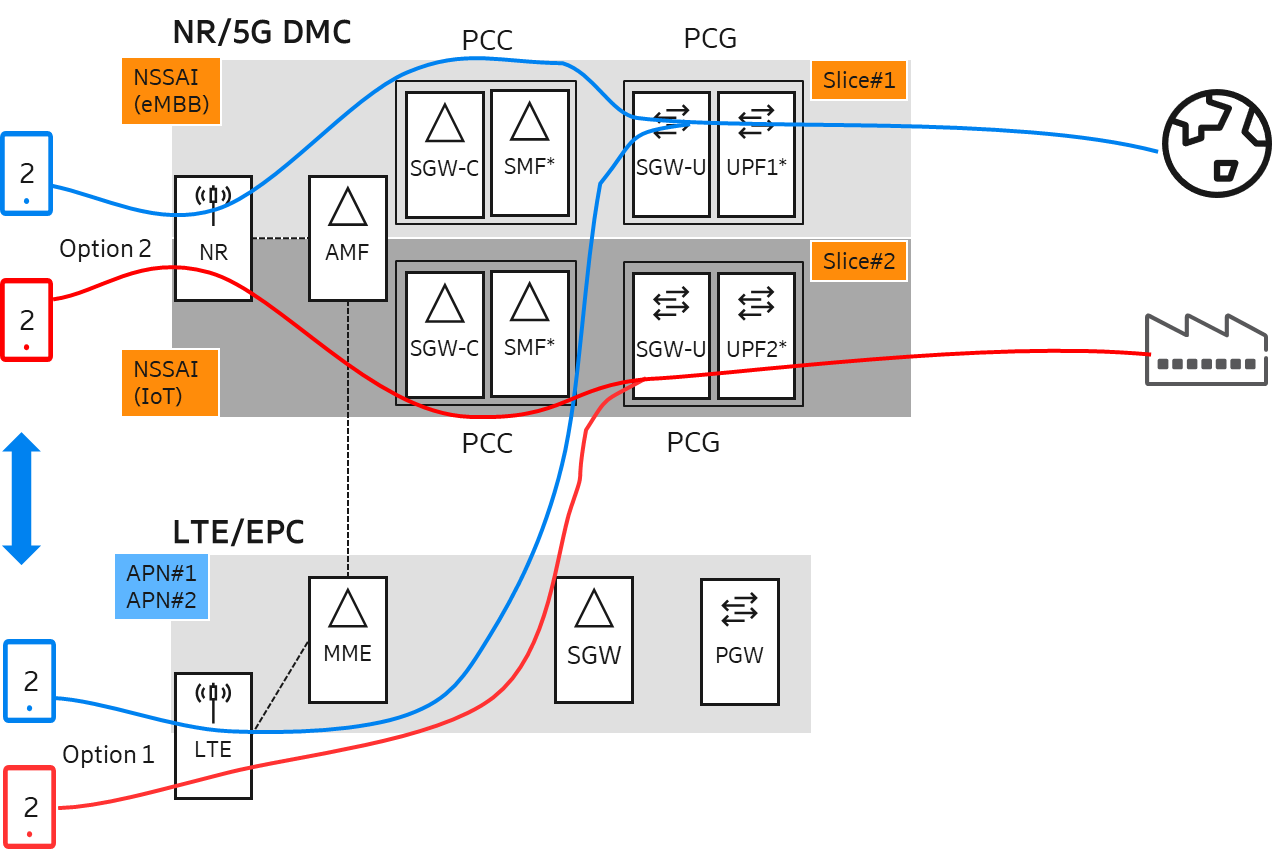 NR/5G DMC
PCC
PCG
NSSAI
(eMBB)
Slice#1
SGW-C
SMF*
SGW-U
UPF1*
2
NR
AMF
Option 2
Slice#2
2
SGW-C
SMF*
SGW-U
UPF2*
NSSAI
(IoT)
PCC
PCG
LTE/EPC
APN#1
APN#2
MME
SGW
PGW
2
LTE
Option 1
2